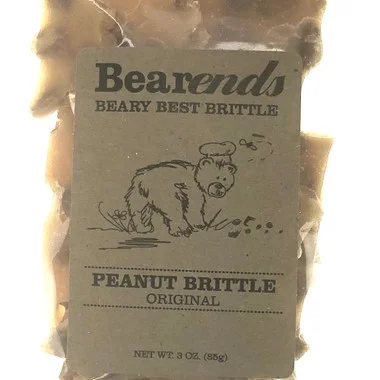 Bearends
BEARY BEST BRITTLE
PEANUT BRITTLE
ORIGINAL
NET WT. 3 OZ. (85g)